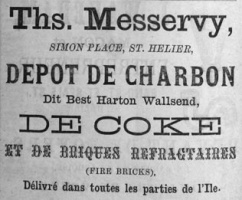 Ths. Messervy,
SIMON PLACE, ST. HELIER,
DEPOT DE CHARBON
Dit Best Harton Wallsend,
DE COKE
ET DE BRIQUES REFRACTAIRES
(FIRE BRICKS).
Délivré dans toutes les parties de l'Ile.